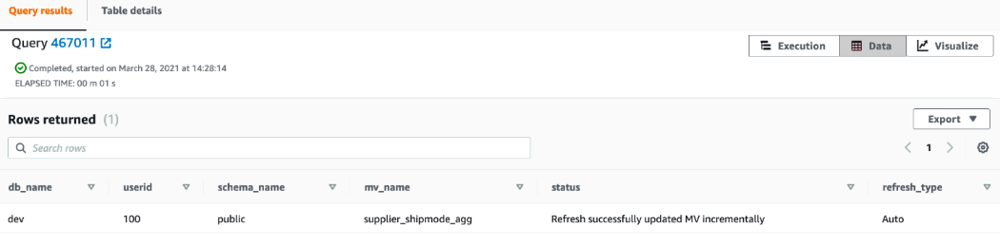 Query results Table details
Query 467011
Execution Data Visualize
Completed, started on March 28, 2021 at 14:28:14
ELAPSED TIME: 00 m 01 s
Rows returned (1)
Export
Search rows
1
db_name userid schema_name mv_name status refresh_type
dev 100 public supplier_shipmode_agg Refresh successfully updated MV incrementally Auto